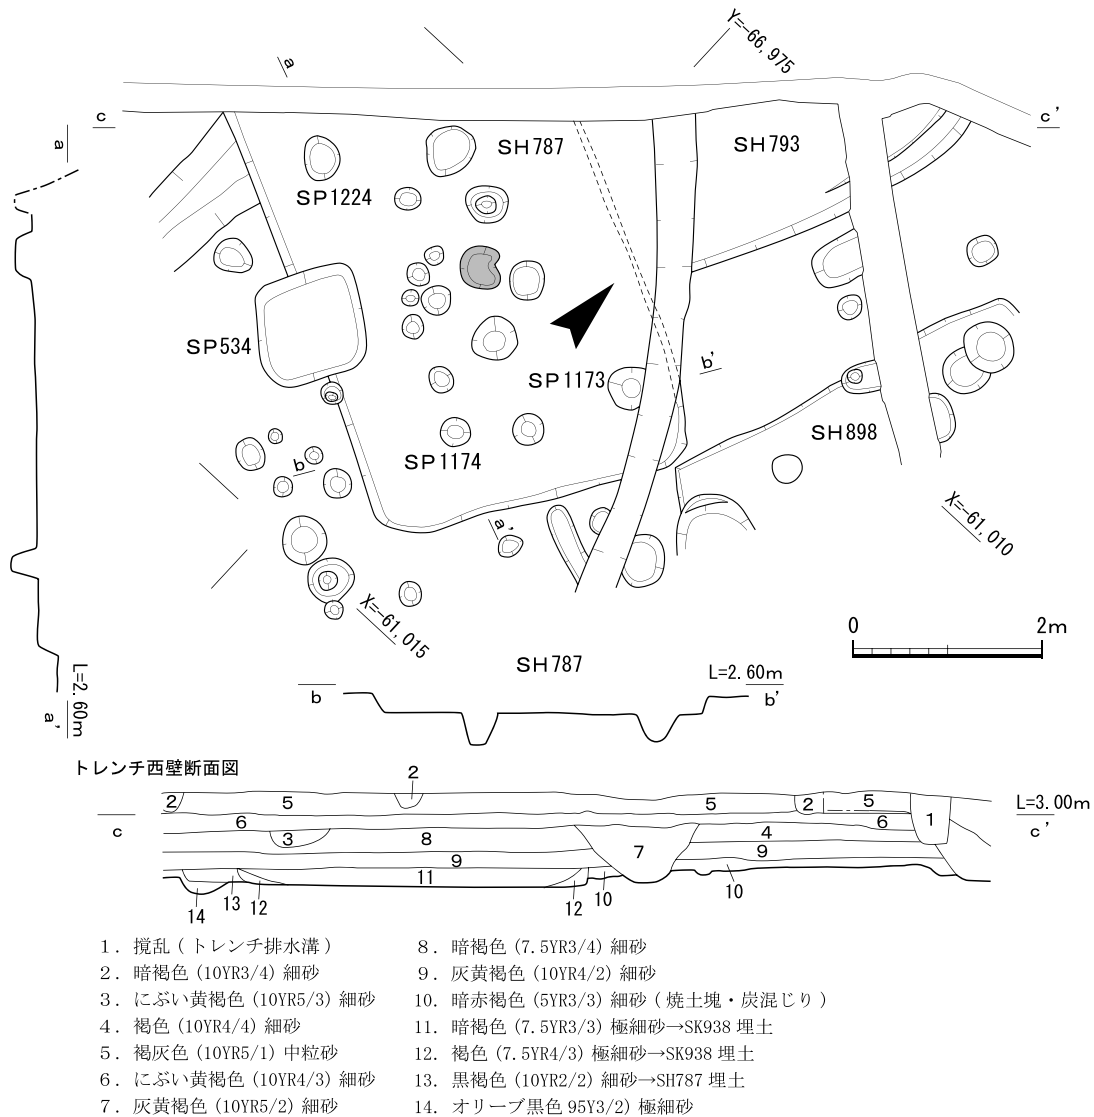 Y=-66,975
a
c
c'
a
SH787
SH793
SP1224
SP534
b'
SP1173
SH898
SP1174
b
a'
X=-61,010
X=-61,015
0 2m
SH787
L=2.60m
a'
L=2.60m
b
b'
トレンチ西壁断面図
2
2
5
5
2
5
L=3.00m
6
6
1
c
c'
3
8
4
7
9
9
11
14
13
12
12
10
10
1．撹乱 ( トレンチ排水溝 )
2．暗褐色 (10YR3/4) 細砂
3．にぶい黄褐色 (10YR5/3) 細砂
4．褐色 (10YR4/4) 細砂
5．褐灰色 (10YR5/1) 中粒砂
6．にぶい黄褐色 (10YR4/3) 細砂
7．灰黄褐色 (10YR5/2) 細砂
8．暗褐色 (7.5YR3/4) 細砂
9．灰黄褐色 (10YR4/2) 細砂
10．暗赤褐色 (5YR3/3) 細砂 ( 焼土塊・炭混じり )
11．暗褐色 (7.5YR3/3) 極細砂→SK938 埋土
12．褐色 (7.5YR4/3) 極細砂→SK938 埋土
13．黒褐色 (10YR2/2) 細砂→SH787 埋土
14．オリーブ黒色 95Y3/2) 極細砂